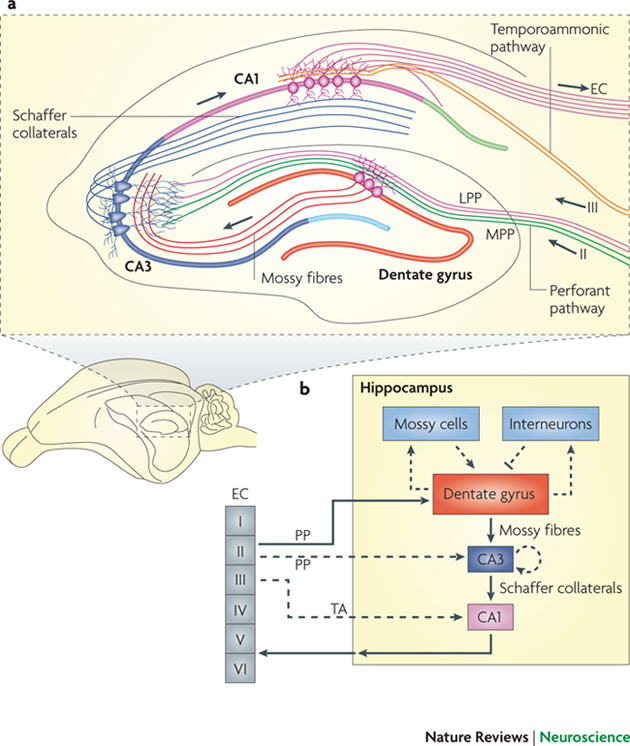 a
Temporoammonic
pathway
CA1
EC
Schaffer
collaterals
III
LPP
MPP
II
CA3
Mossy fibres
Dentate gyrus
Perforant
pathway
b
Hippocampus
Mossy cells
Interneurons
EC
Dentate gyrus
I
PP
Mossy fibres
II
PP
CA3
III
Schaffer collaterals
IV
TA
CA1
V
VI
Nature Reviews | Neuroscience